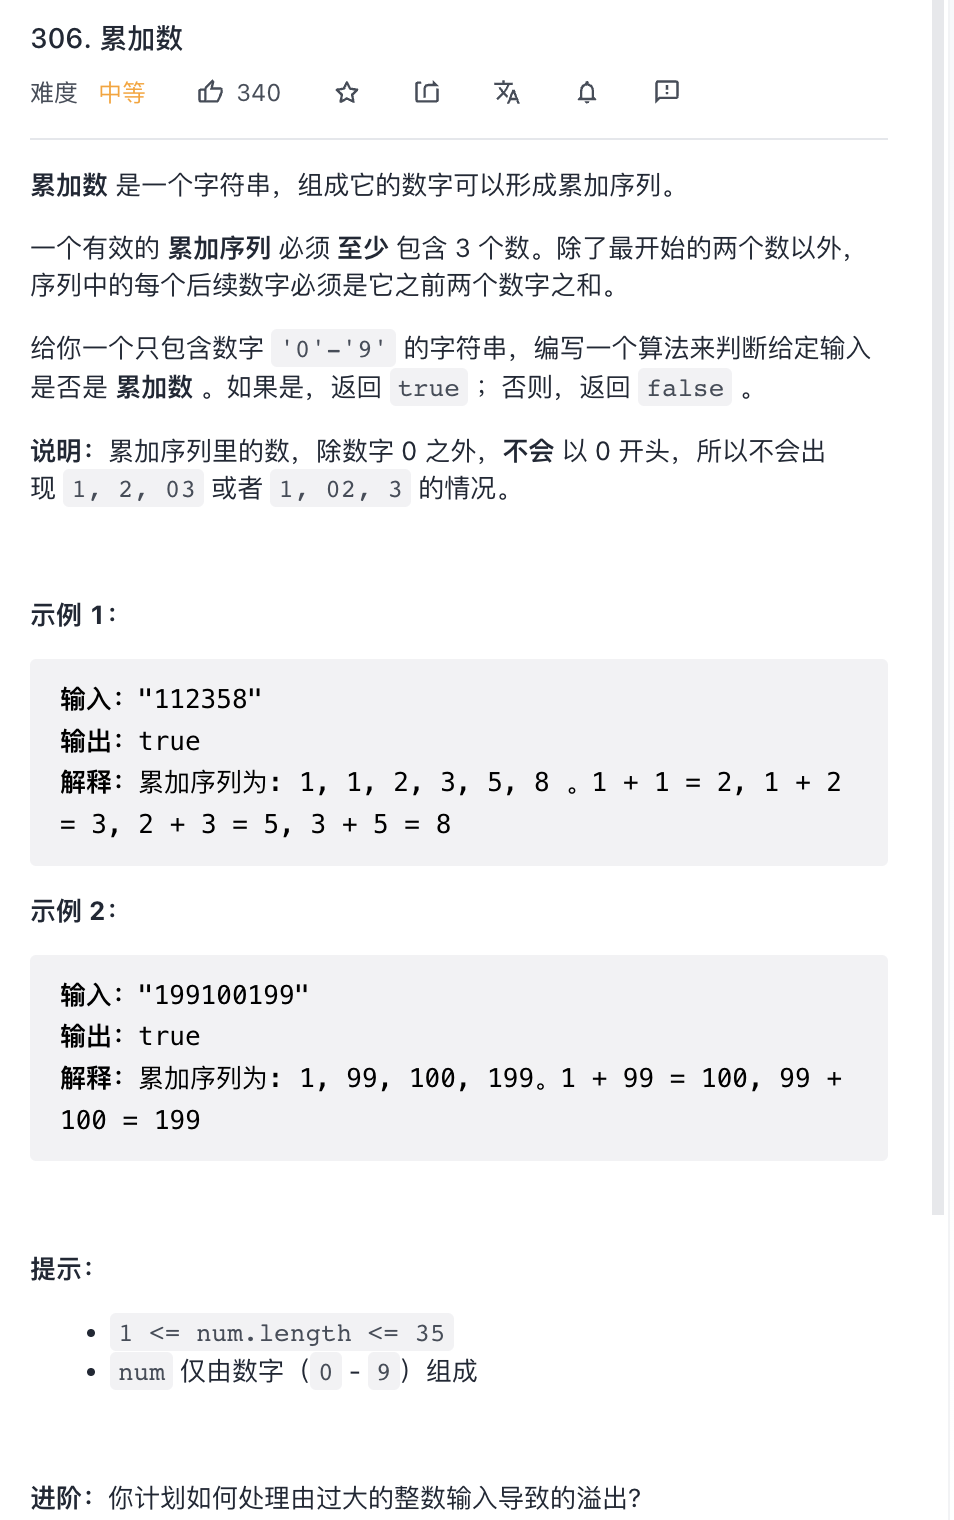 306. 累加数
难度 中等 340
累加数 是一个字符串，组成它的数字可以形成累加序列。
一个有效的 累加序列 必须 至少 包含 3 个数。除了最开始的两个数以外，
序列中的每个后续数字必须是它之前两个数字之和。
给你一个只包含数字 '0'-'9' 的字符串，编写一个算法来判断给定输入
是否是 累加数 。如果是，返回 true ；否则，返回 false 。
说明：累加序列里的数，除数字 0 之外，不会 以 0 开头，所以不会出
现 1, 2, 03 或者 1, 02, 3 的情况。
示例 1：
输入："112358"
输出：true
解释：累加序列为: 1, 1, 2, 3, 5, 8 。1 + 1 = 2, 1 + 2
= 3, 2 + 3 = 5, 3 + 5 = 8
示例 2：
输入："199100199"
输出：true
解释：累加序列为: 1, 99, 100, 199。1 + 99 = 100, 99 +
100 = 199
提示：
• 1 <= num.length <= 35
• num 仅由数字（0 - 9）组成
进阶：你计划如何处理由过大的整数输入导致的溢出?